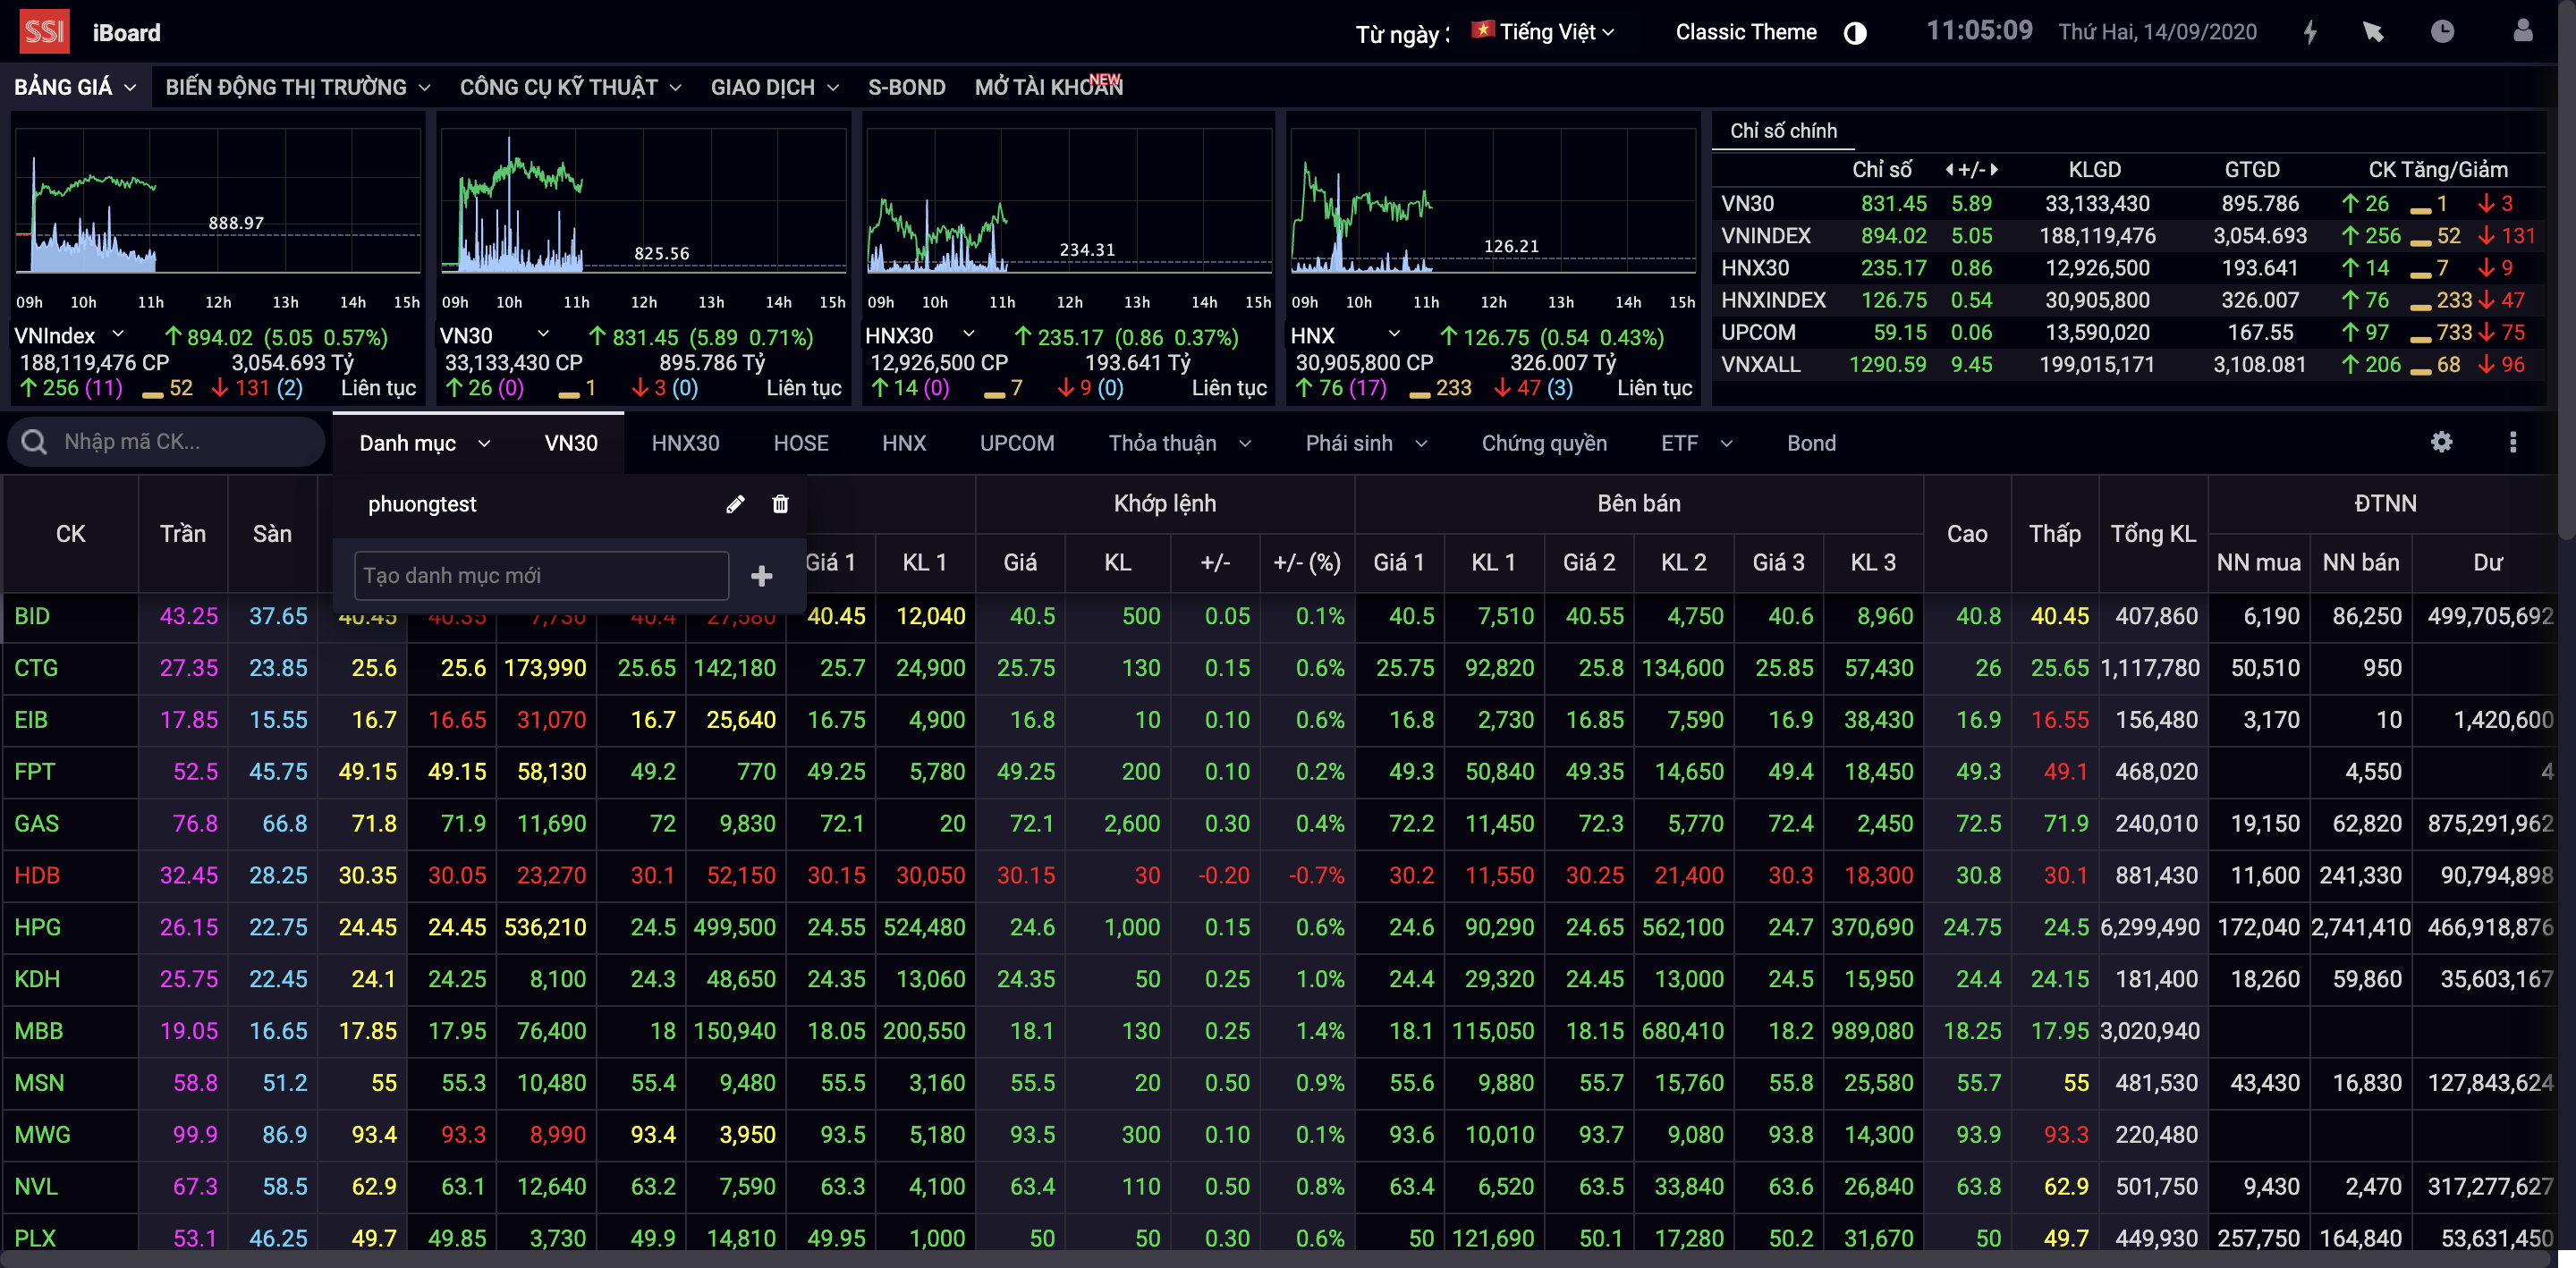 SSI iBoard Từ ngày Tiếng Việt Classic Theme 11:05:09 Thứ Hai, 14/09/2020
BẢNG GIÁ BIẾN ĐỘNG THỊ TRƯỜNG CÔNG CỤ KỸ THUẬT GIAO DỊCH S-BOND MỞ TÀI KHOẢN NEW
888.97
09h 10h 11h 12h 13h 14h 15h
VNIndex 894.02 (5.05 0.57%)
188,119,476 CP 3,054.693 Tỷ
256 (11) 52 131 (2) Liên tục
825.56
09h 10h 11h 12h 13h 14h 15h
VN30 831.45 (5.89 0.71%)
33,133,430 CP 895.786 Tỷ
26 (0) 1 3 (0) Liên tục
234.31
09h 10h 11h 12h 13h 14h 15h
HNX30 235.17 (0.86 0.37%)
12,926,500 CP 193.641 Tỷ
14 (0) 7 9 (0) Liên tục
126.21
09h 10h 11h 12h 13h 14h 15h
HNX 126.75 (0.54 0.43%)
30,905,800 CP 326.007 Tỷ
76 (17) 233 47 (3) Liên tục
Chỉ số chính
Chỉ số +/- KLGD GTGD CK Tăng/Giảm
VN30 831.45 5.89 33,133,430 895.786 26 1 3
VNINDEX 894.02 5.05 188,119,476 3,054.693 256 52 131
HNX30 235.17 0.86 12,926,500 193.641 14 7 9
HNXINDEX 126.75 0.54 30,905,800 326.007 76 233 47
UPCOM 59.15 0.06 13,590,020 167.55 97 733 75
VNXALL 1290.59 9.45 199,015,171 3,108.081 206 68 96
Nhập mã CK... Danh mục VN30 HNX30 HOSE HNX UPCOM Thỏa thuận Phái sinh Chứng quyền ETF Bond
phuongtest
Tạo danh mục mới
CK Trần Sàn Khớp lệnh Bên bán Cao Thấp Tổng KL ĐTNN
Giá 1 KL 1 Giá KL +/- +/- (%) Giá 1 KL 1 Giá 2 KL 2 Giá 3 KL 3 NN mua NN bán Dư
BID 43.25 37.65 40.45 40.35 7,730 40.4 27,580 40.45 12,040 40.5 500 0.05 0.1% 40.5 7,510 40.55 4,750 40.6 8,960 40.8 40.45 407,860 6,190 86,250 499,705,692
CTG 27.35 23.85 25.6 25.6 173,990 25.65 142,180 25.7 24,900 25.75 130 0.15 0.6% 25.75 92,820 25.8 134,600 25.85 57,430 26 25.65 1,117,780 50,510 950
EIB 17.85 15.55 16.7 16.65 31,070 16.7 25,640 16.75 4,900 16.8 10 0.10 0.6% 16.8 2,730 16.85 7,590 16.9 38,430 16.9 16.55 156,480 3,170 10 1,420,600
FPT 52.5 45.75 49.15 49.15 58,130 49.2 770 49.25 5,780 49.25 200 0.10 0.2% 49.3 50,840 49.35 14,650 49.4 18,450 49.3 49.1 468,020 4,550 4
GAS 76.8 66.8 71.8 71.9 11,690 72 9,830 72.1 20 72.1 2,600 0.30 0.4% 72.2 11,450 72.3 5,770 72.4 2,450 72.5 71.9 240,010 19,150 62,820 875,291,962
HDB 32.45 28.25 30.35 30.05 23,270 30.1 52,150 30.15 30,050 30.15 30 -0.20 -0.7% 30.2 11,550 30.25 21,400 30.3 18,300 30.8 30.1 881,430 11,600 241,330 90,794,898
HPG 26.15 22.75 24.45 24.45 536,210 24.5 499,500 24.55 524,480 24.6 1,000 0.15 0.6% 24.6 90,290 24.65 562,100 24.7 370,690 24.75 24.5 6,299,490 172,040 2,741,410 466,918,876
KDH 25.75 22.45 24.1 24.25 8,100 24.3 48,650 24.35 13,060 24.35 50 0.25 1.0% 24.4 29,320 24.45 13,000 24.5 15,950 24.4 24.15 181,400 18,260 59,860 35,603,167
MBB 19.05 16.65 17.85 17.95 76,400 18 150,940 18.05 200,550 18.1 130 0.25 1.4% 18.1 115,050 18.15 680,410 18.2 989,080 18.25 17.95 3,020,940
MSN 58.8 51.2 55 55.3 10,480 55.4 9,480 55.5 3,160 55.5 20 0.50 0.9% 55.6 9,880 55.7 15,760 55.8 25,580 55.7 55 481,530 43,430 16,830 127,843,624
MWG 99.9 86.9 93.4 93.3 8,990 93.4 3,950 93.5 5,180 93.5 300 0.10 0.1% 93.6 10,010 93.7 9,080 93.8 14,300 93.9 93.3 220,480
NVL 67.3 58.5 62.9 63.1 12,640 63.2 7,590 63.3 4,100 63.4 110 0.50 0.8% 63.4 6,520 63.5 33,840 63.6 26,840 63.8 62.9 501,750 9,430 2,470 317,277,627
PLX 53.1 46.25 49.7 49.85 3,730 49.9 14,810 49.95 1,000 50 50 0.30 0.6% 50 121,690 50.1 17,280 50.2 31,670 50 49.7 449,930 257,750 164,840 53,631,450